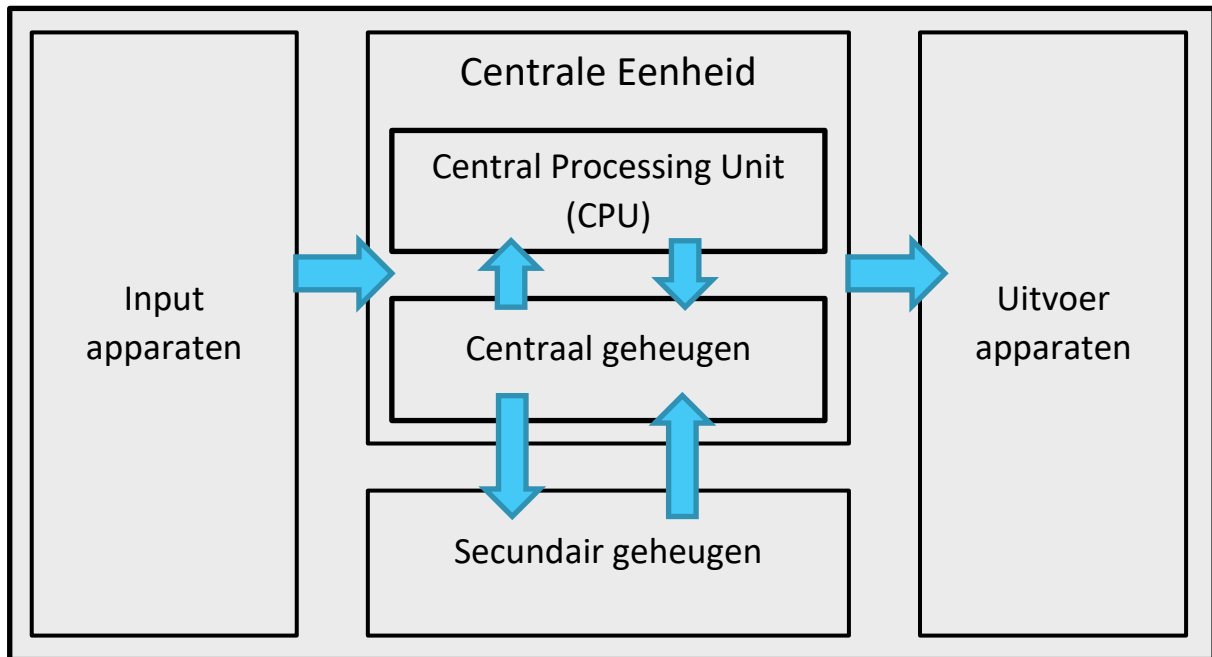 Centrale Eenheid
Central Processing Unit
(CPU)
Input
apparaten
Centraal geheugen
Uitvoer
apparaten
Secundair geheugen